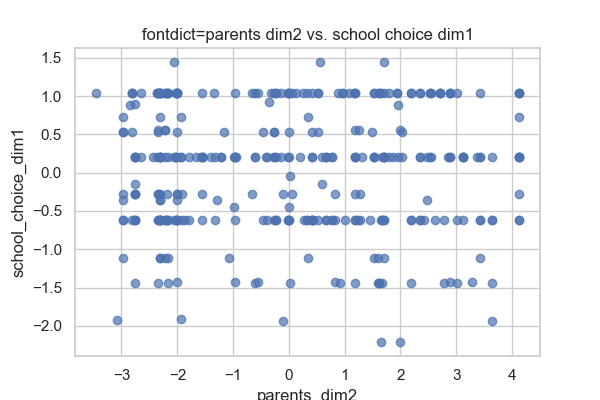 fontdict=parents dim2 vs. school choice dim1
1.5
1.0
0.5
0.0
−0.5
−1.0
−1.5
−2.0
school_choice_dim1
−3 −2 −1 0 1 2 3 4
parents_dim2